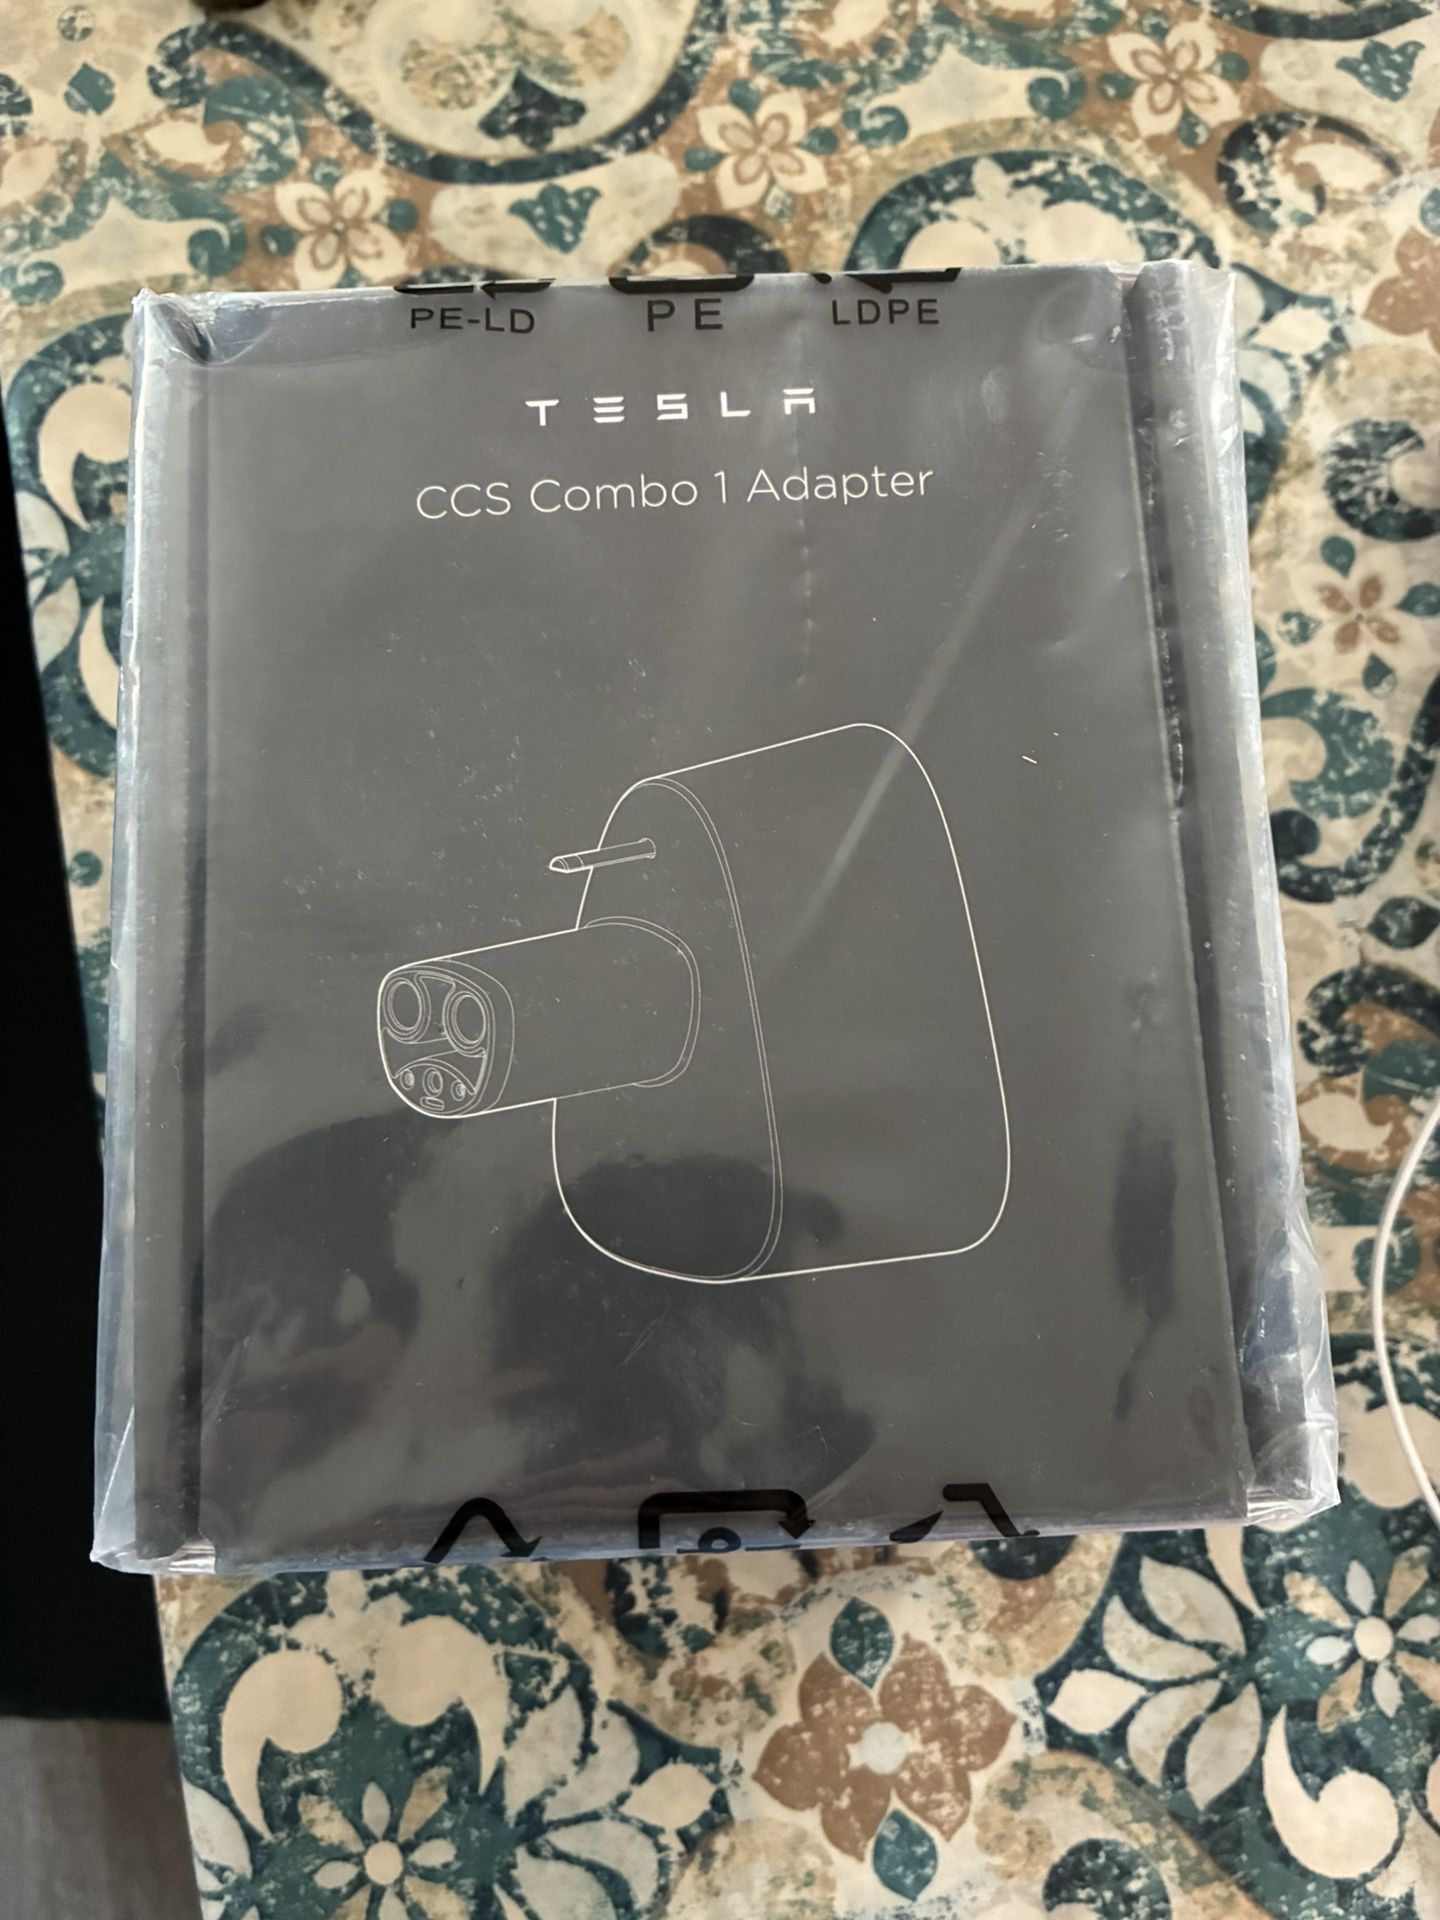 PE-LD PE LDPE
TESLA
CCS Combo 1 Adapter